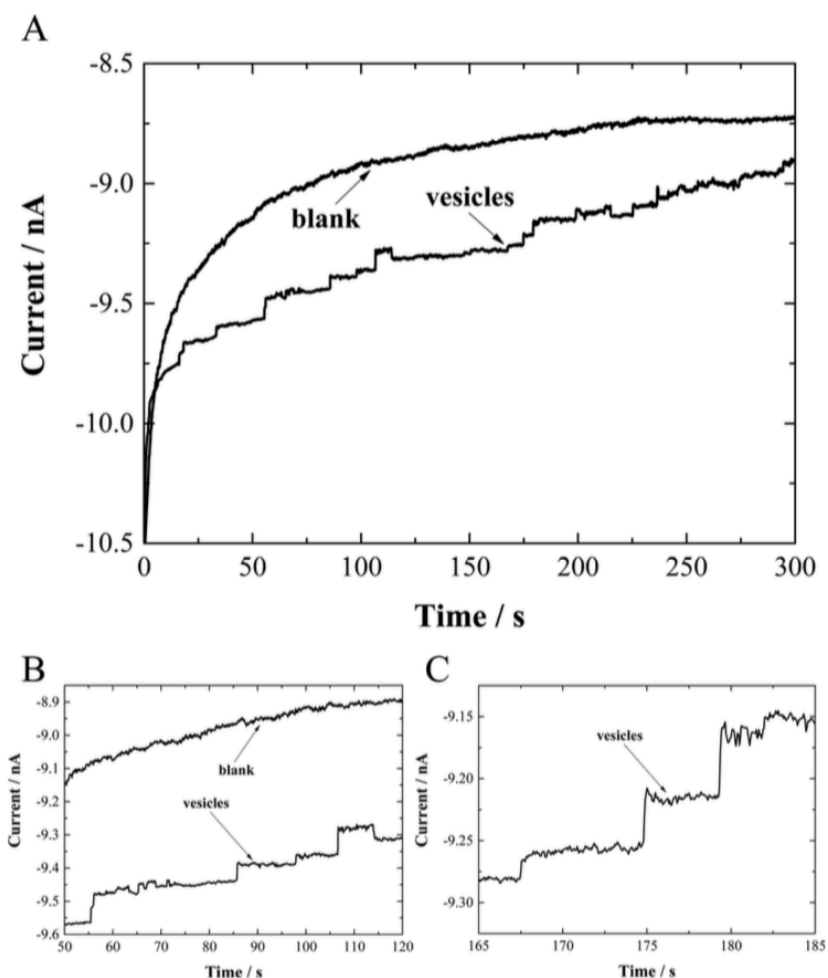 A
-8.5
-9.0
-9.5
-10.0
-10.5
Current / nA
blank
vesicles
0 50 100 150 200 250 300
Time / s
B
-8.9
-9.0
-9.1
-9.2
-9.3
-9.4
-9.5
-9.6
Current / nA
blank
vesicles
50 60 70 80 90 100 110 120
Time / s
C
-9.15
-9.20
-9.25
-9.30
Current / nA
vesicles
165 170 175 180 185
Time / s